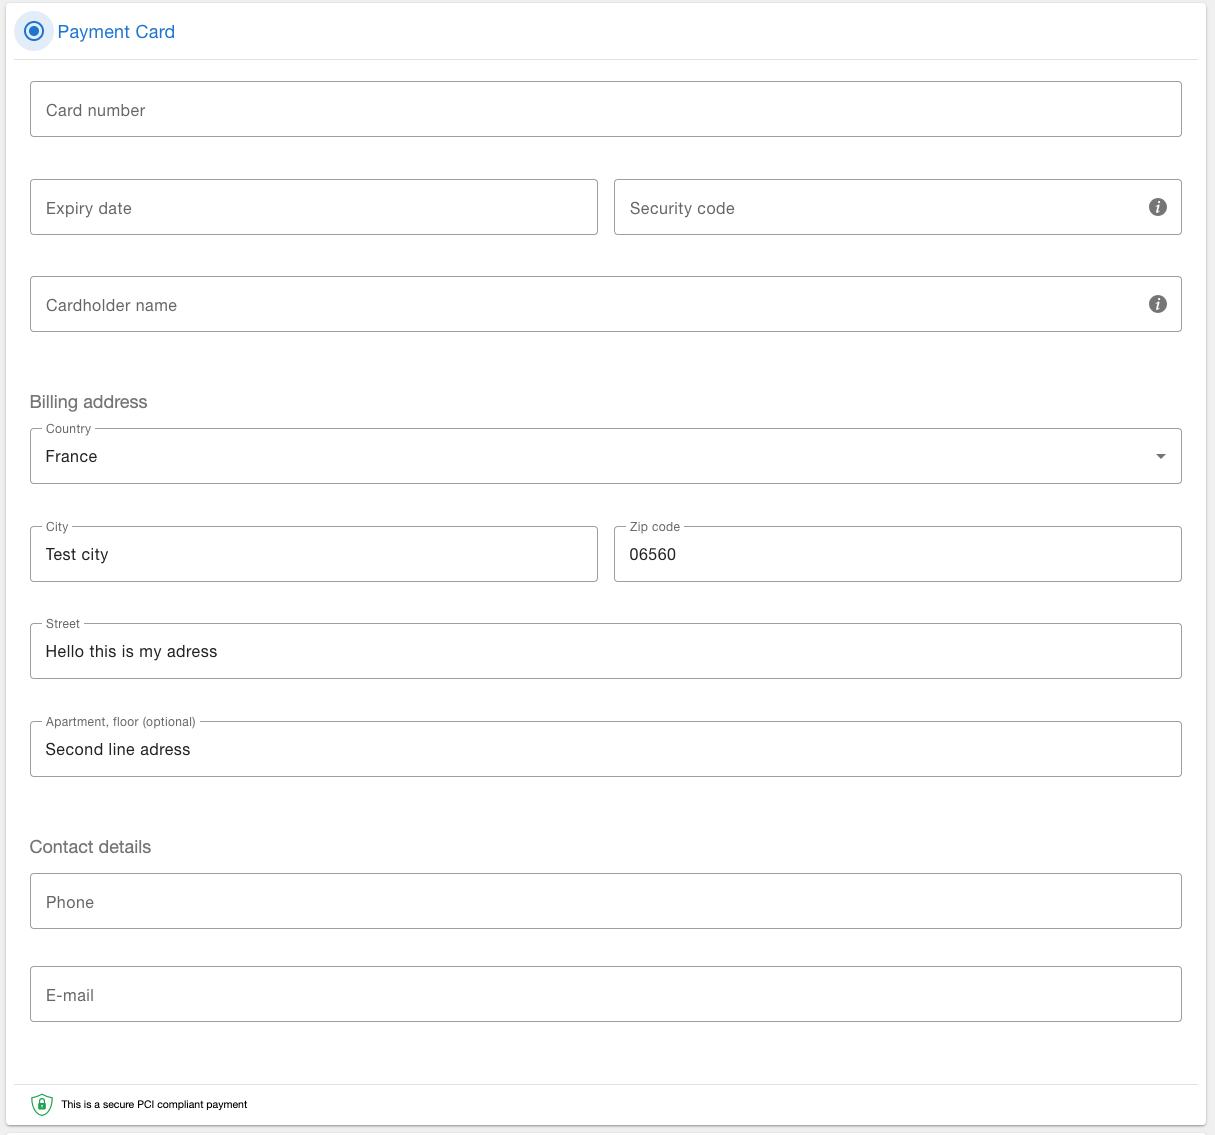 Payment Card
Card number
Expiry date
Security code
Cardholder name
Billing address
Country
France
City
Test city
Zip code
06560
Street
Hello this is my adress
Apartment, floor (optional)
Second line adress
Contact details
Phone
E-mail
This is a secure PCI compliant payment